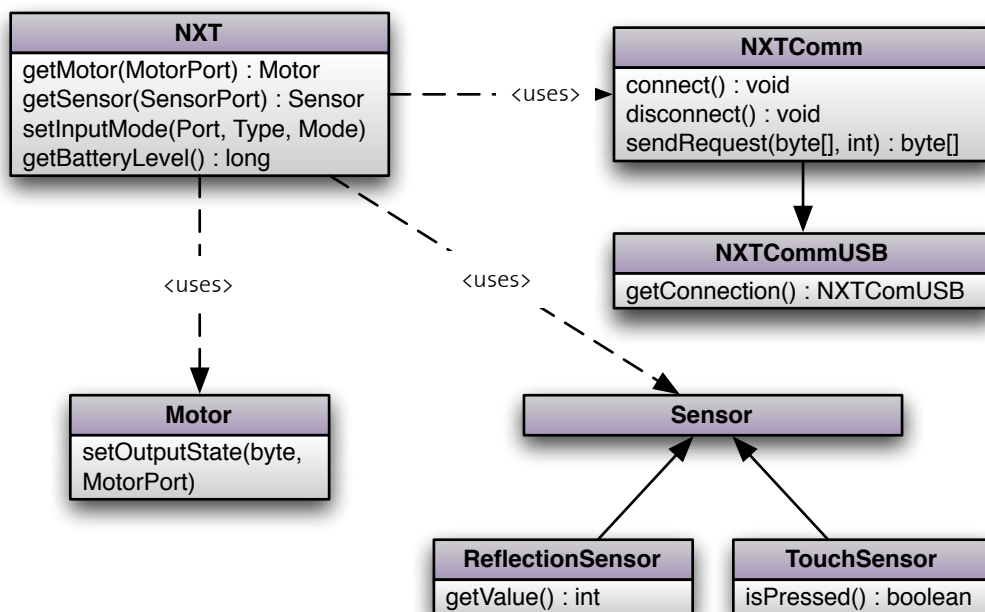 NXT
getMotor(MotorPort) : Motor
getSensor(SensorPort) : Sensor
setInputMode(Port, Type, Mode)
getBatteryLevel() : long
<uses>
NXTComm
connect() : void
disconnect() : void
sendRequest(byte[], int) : byte[]
NXTCommUSB
getConnection() : NXTComUSB
<uses>
<uses>
Motor
setOutputState(byte,
MotorPort)
Sensor
ReflectionSensor
getValue() : int
TouchSensor
isPressed() : boolean